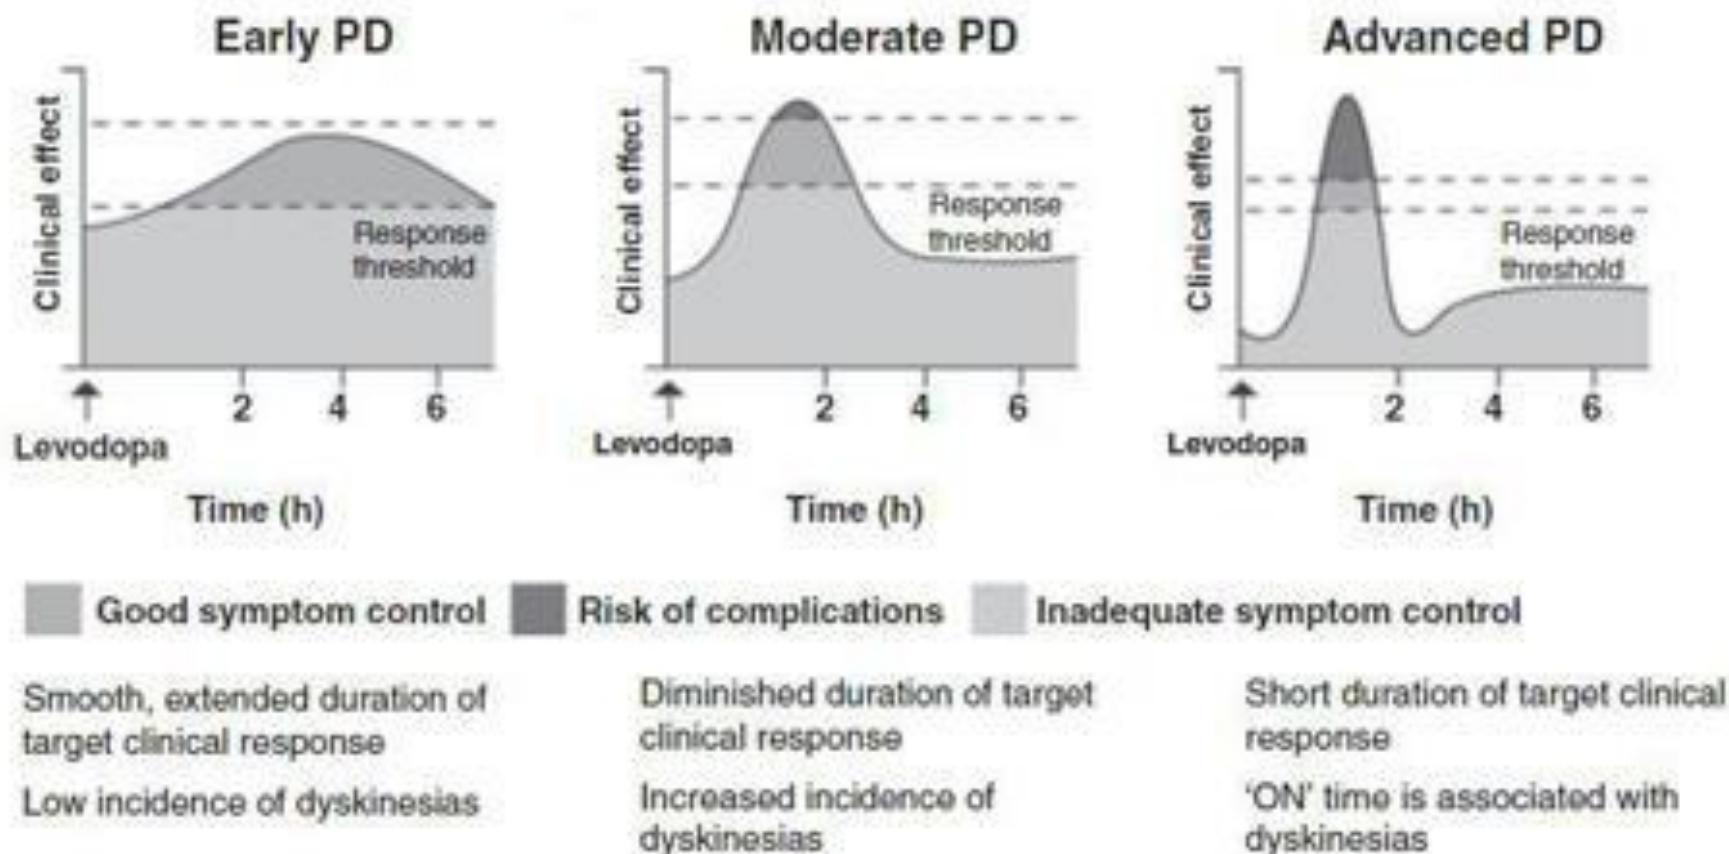 Early PD
Clinical effect
Response
threshold
2 4 6
Levodopa
Time (h)
Moderate PD
Clinical effect
Response
threshold
2 4 6
Levodopa
Time (h)
Advanced PD
Clinical effect
Response
threshold
2 4 6
Levodopa
Time (h)
Good symptom control
Risk of complications
Inadequate symptom control
Smooth, extended duration of
target clinical response
Low incidence of dyskinesias
Diminished duration of target
clinical response
Increased incidence of
dyskinesias
Short duration of target clinical
response
‘ON’ time is associated with
dyskinesias